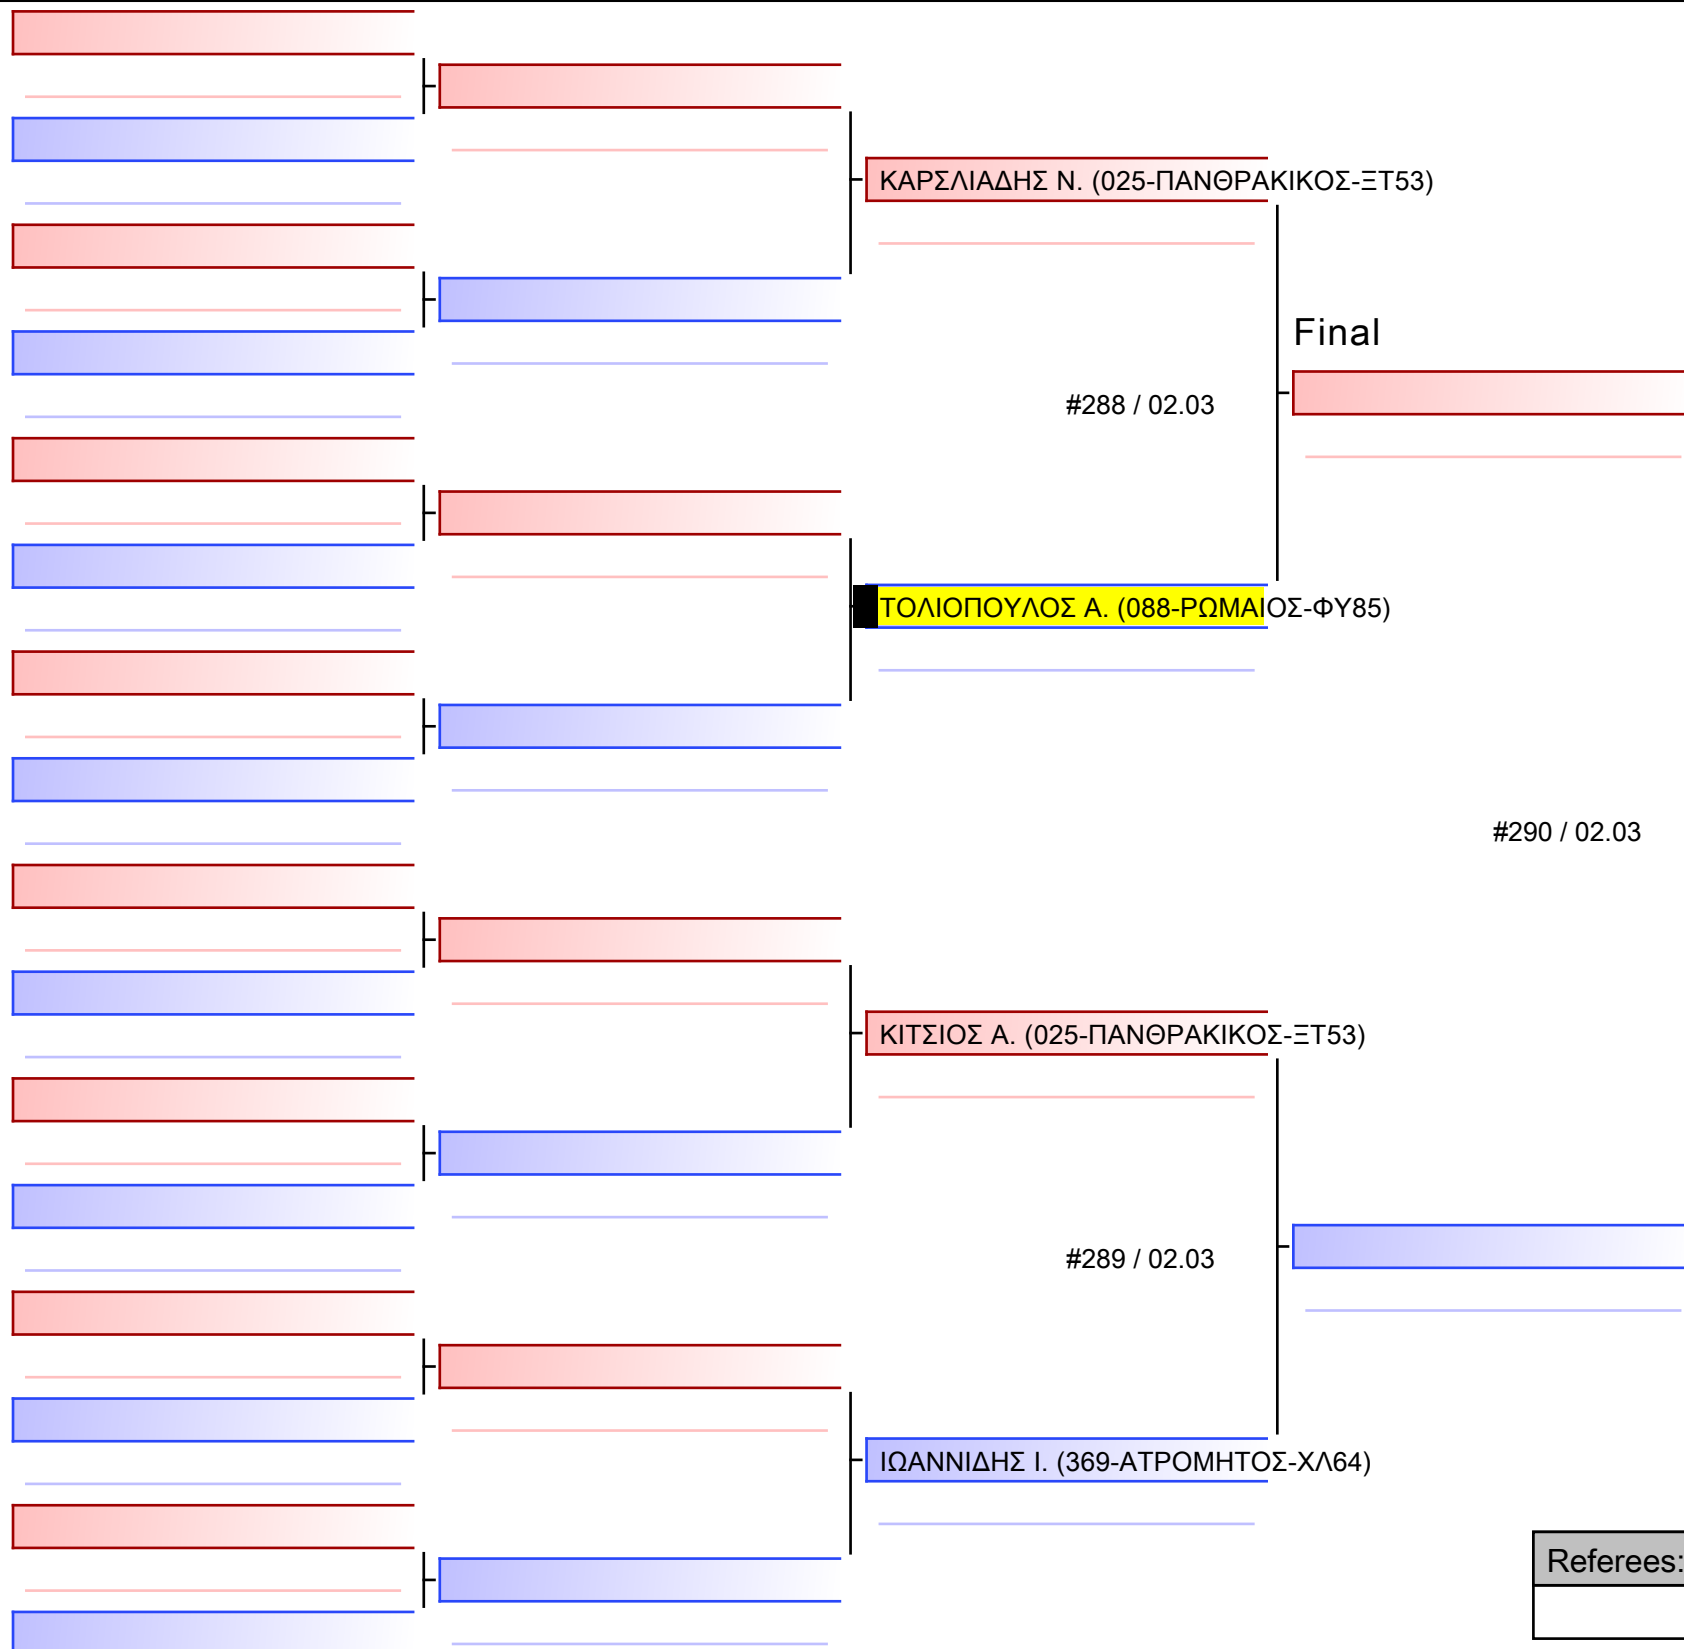 ΚΑΡΣΛΙΑΔΗΣ Ν. (025-ΠΑΝΘΡΑΚΙΚΟΣ-ΞΤ53)
Final
#288 / 02.03
ΤΟΛΙΟΠΟΥΛΟΣ Α. (088-ΡΩΜΑΙΟΣ-ΦΥ85)
#290 / 02.03
ΚΙΤΣΙΟΣ Α. (025-ΠΑΝΘΡΑΚΙΚΟΣ-ΞΤ53)
#289 / 02.03
ΙΩΑΝΝΙΔΗΣ Ι. (369-ΑΤΡΟΜΗΤΟΣ-ΧΛ64)
Referees: